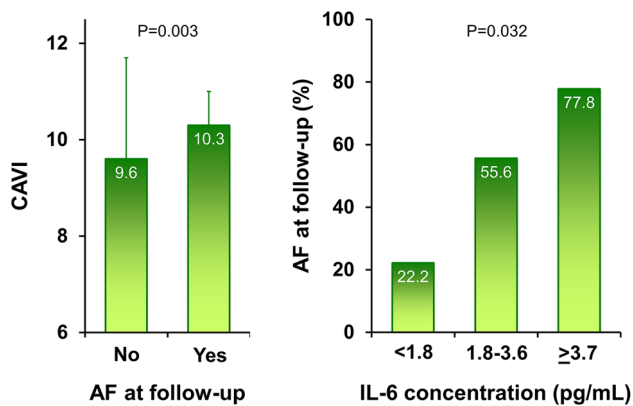 P=0.003
12
10
8
6
CAVI
9.6
10.3
No
Yes
AF at follow-up
P=0.032
100
80
60
40
20
0
AF at follow-up (%)
22.2
55.6
77.8
<1.8
1.8-3.6
≥3.7
IL-6 concentration (pg/mL)